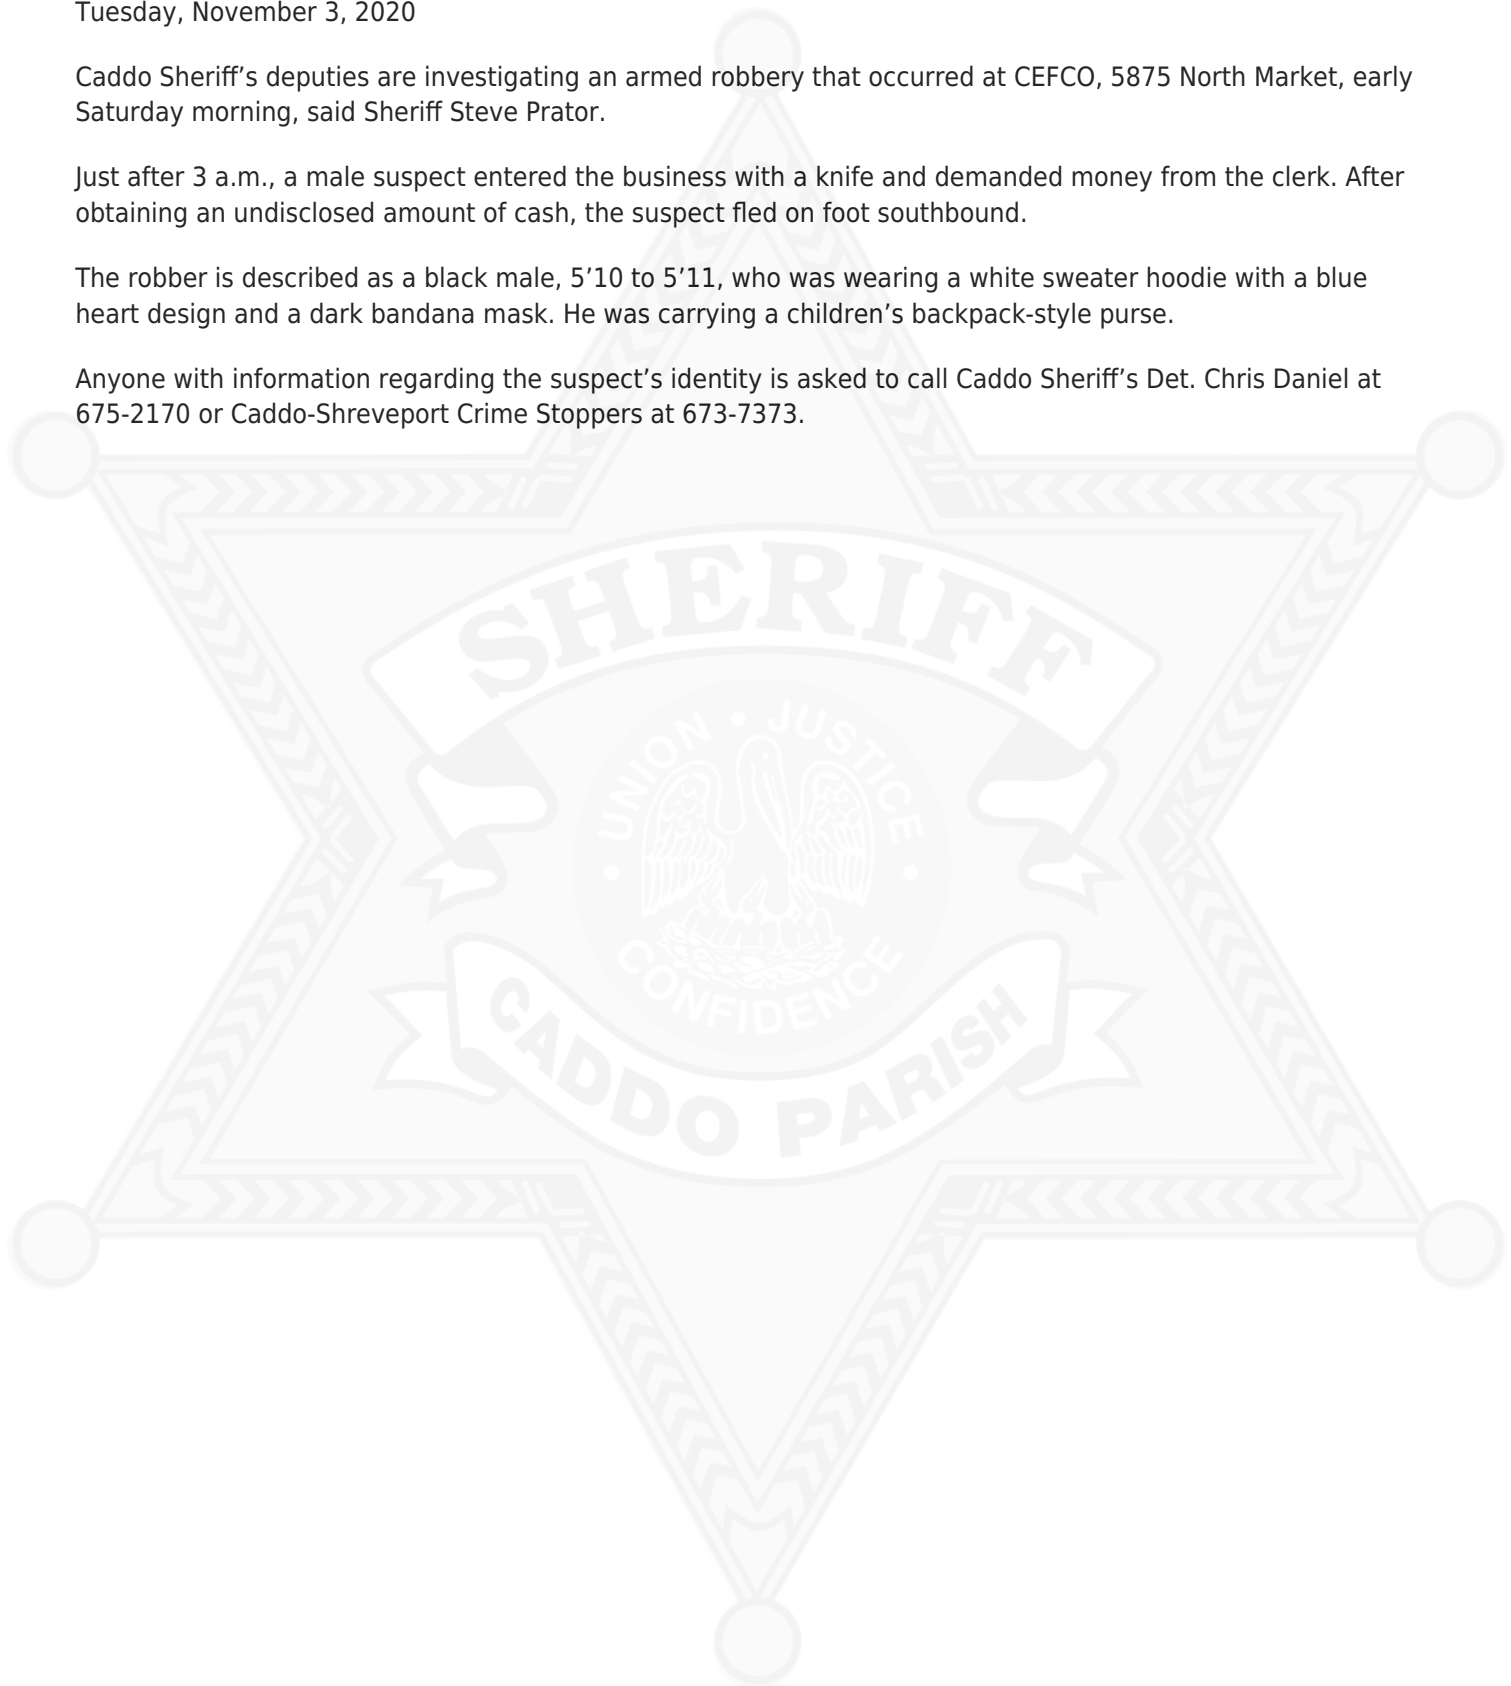 Tuesday, November 3, 2020
Caddo Sheriff’s deputies are investigating an armed robbery that occurred at CEFCO, 5875 North Market, early
Saturday morning, said Sheriff Steve Prator.
Just after 3 a.m., a male suspect entered the business with a knife and demanded money from the clerk. After
obtaining an undisclosed amount of cash, the suspect fled on foot southbound.
The robber is described as a black male, 5’10 to 5’11, who was wearing a white sweater hoodie with a blue
heart design and a dark bandana mask. He was carrying a children’s backpack-style purse.
Anyone with information regarding the suspect’s identity is asked to call Caddo Sheriff’s Det. Chris Daniel at
675-2170 or Caddo-Shreveport Crime Stoppers at 673-7373.
SHERIFF
UNION • JUSTICE
• CONFIDENCE •
CADDO PARISH